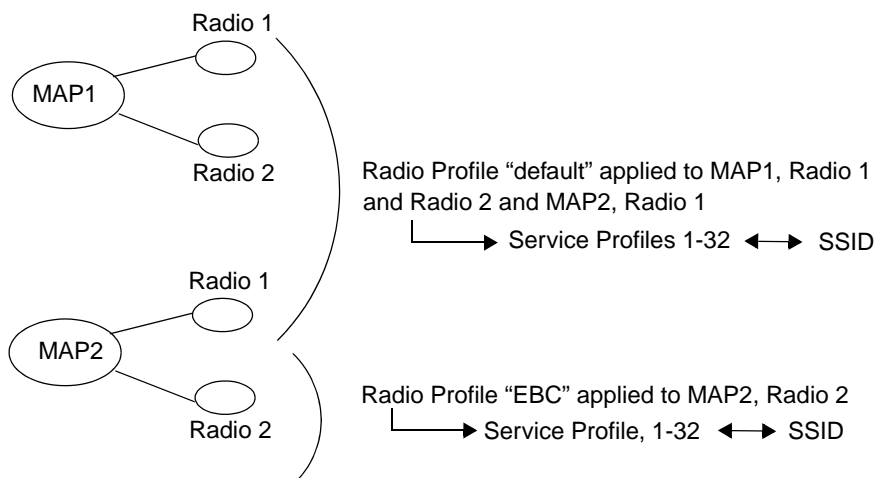 Radio 1
MAP1
Radio 2
Radio Profile “default” applied to MAP1, Radio 1
and Radio 2 and MAP2, Radio 1
Service Profiles 1-32
SSID
Radio 1
MAP2
Radio 2
Radio Profile “EBC” applied to MAP2, Radio 2
Service Profile, 1-32
SSID